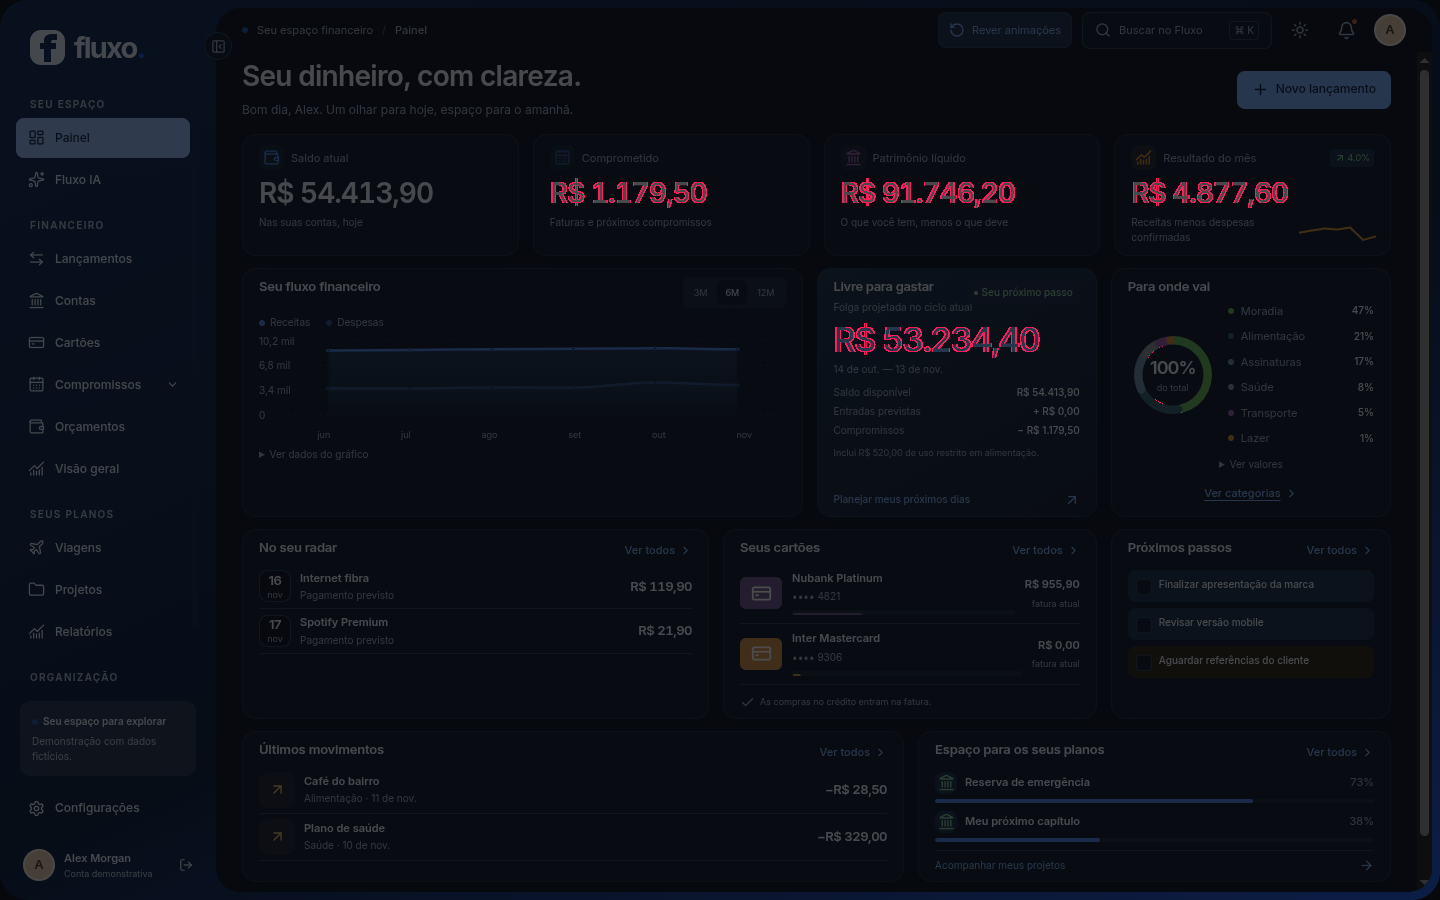 fluxo.
Seu espaço financeiro / Painel
Rever animações
Buscar no Fluxo
⌘ K
A
SEU ESPAÇO
Painel
Fluxo IA
FINANCEIRO
Lançamentos
Contas
Cartões
Compromissos
Orçamentos
Visão geral
SEUS PLANOS
Viagens
Projetos
Relatórios
ORGANIZAÇÃO
Seu espaço para explorar
Demonstração com dados
fictícios.
Configurações
A
Alex Morgan
Conta demonstrativa
Seu dinheiro, com clareza.
Bom dia, Alex. Um olhar para hoje, espaço para o amanhã.
Novo lançamento
Saldo atual
R$ 54.413,90
Nas suas contas, hoje
Comprometido
R$ 1.179,50
Faturas e próximos compromissos
Patrimônio líquido
R$ 91.746,20
O que você tem, menos o que deve
Resultado do mês
4.0%
R$ 4.877,60
Receitas menos despesas
confirmadas
Seu fluxo financeiro
3M 6M 12M
Receitas Despesas
10,2 mil
6,8 mil
3,4 mil
0
jun jul ago set out nov
Ver dados do gráfico
Livre para gastar
Seu próximo passo
Folga projetada no ciclo atual
R$ 53.234,40
14 de out. — 13 de nov.
Saldo disponível R$ 54.413,90
Entradas previstas + R$ 0,00
Compromissos − R$ 1.179,50
Inclui R$ 520,00 de uso restrito em alimentação.
Planejar meus próximos dias
Para onde vai
100%
do total
Moradia 47%
Alimentação 21%
Assinaturas 17%
Saúde 8%
Transporte 5%
Lazer 1%
Ver valores
Ver categorias
No seu radar
Ver todos
16 nov
Internet fibra
Pagamento previsto
R$ 119,90
17 nov
Spotify Premium
Pagamento previsto
R$ 21,90
Seus cartões
Ver todos
Nubank Platinum
•••• 4821
R$ 955,90
fatura atual
Inter Mastercard
•••• 9306
R$ 0,00
fatura atual
As compras no crédito entram na fatura.
Próximos passos
Ver todos
Finalizar apresentação da marca
Revisar versão mobile
Aguardar referências do cliente
Últimos movimentos
Ver todos
Café do bairro
Alimentação · 11 de nov.
−R$ 28,50
Plano de saúde
Saúde · 10 de nov.
−R$ 329,00
Espaço para os seus planos
Ver todos
Reserva de emergência 73%
Meu próximo capítulo 38%
Acompanhar meus projetos